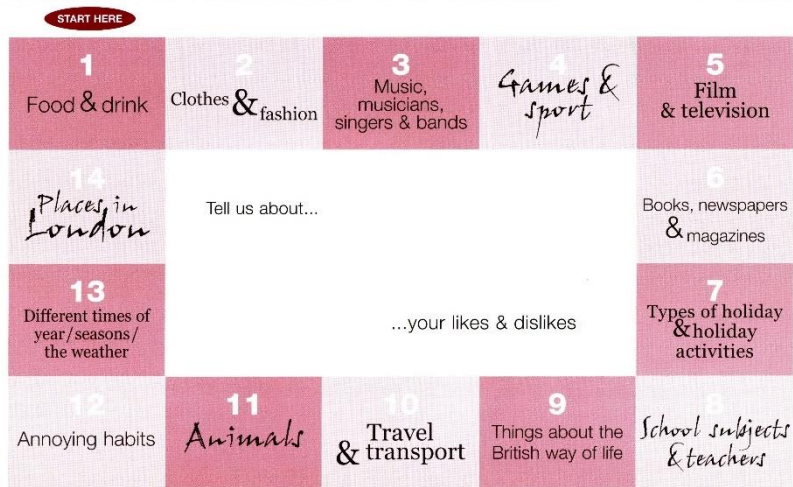 START HERE
1
Food & drink
2
Clothes & fashion
3
Music,
musicians,
singers & bands
4
Games &
sport
5
Film
& television
6
Books, newspapers
& magazines
7
Types of holiday
& holiday
activities
8
School subjects
& teachers
9
Things about the
British way of life
10
Travel
& transport
11
Animals
12
Annoying habits
13
Different times of
year/seasons/
the weather
14
Places in
London
Tell us about...
...your likes & dislikes